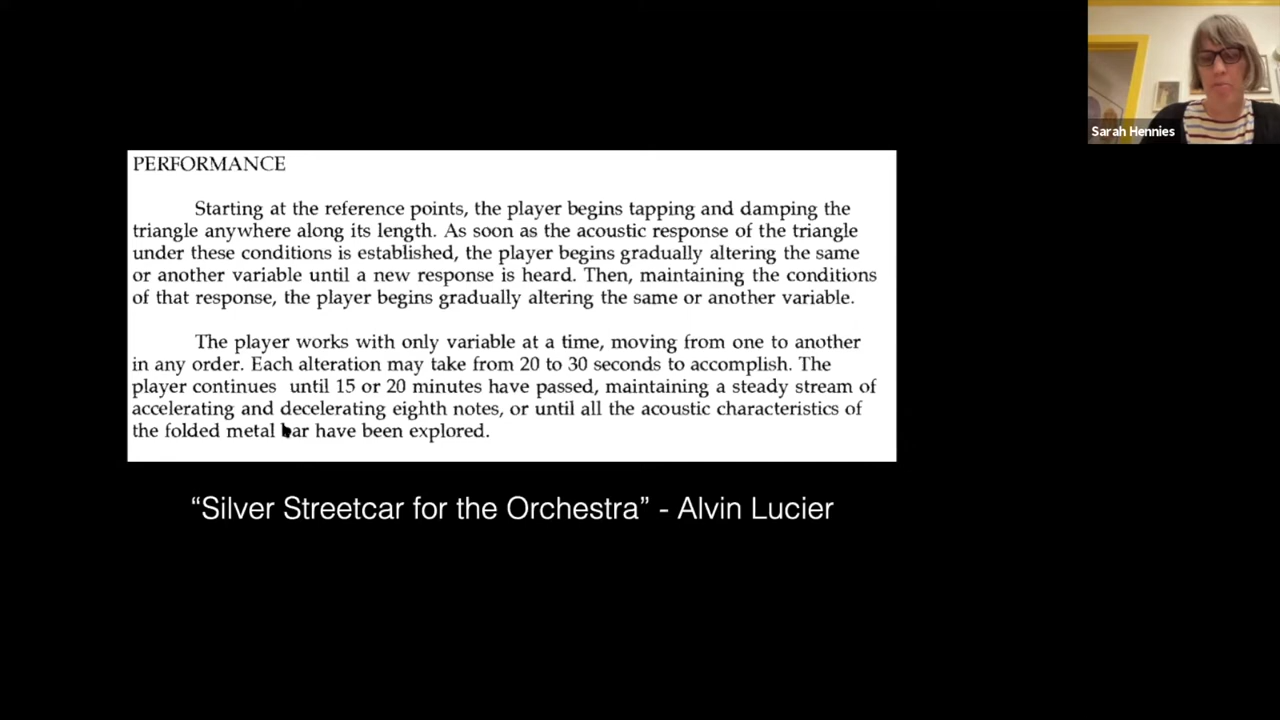 PERFORMANCE
Starting at the reference points, the player begins tapping and damping the
triangle anywhere along its length. As soon as the acoustic response of the triangle
under these conditions is established, the player begins gradually altering the same
or another variable until a new response is heard. Then, maintaining the conditions
of that response, the player begins gradually altering the same or another variable.
The player works with only variable at a time, moving from one to another
in any order. Each alteration may take from 20 to 30 seconds to accomplish. The
player continues until 15 or 20 minutes have passed, maintaining a steady stream of
accelerating and decelerating eighth notes, or until all the acoustic characteristics of
the folded metal bar have been explored.
“Silver Streetcar for the Orchestra” - Alvin Lucier
Sarah Hennies